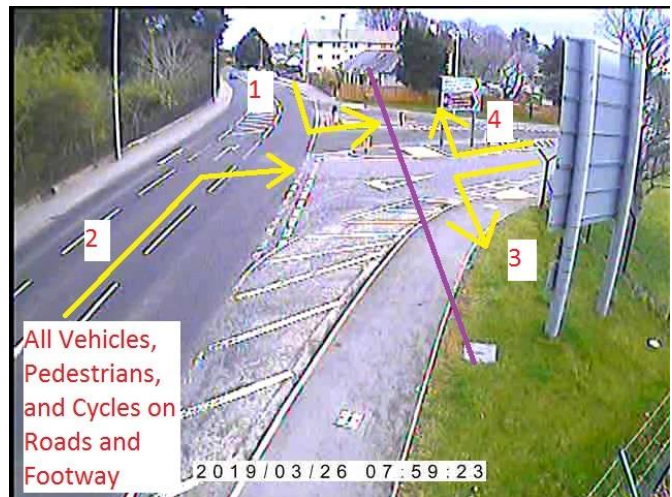 1
4
2
3
All Vehicles,
Pedestrians,
and Cycles on
Roads and
Footway
2019/03/26 07:59:23